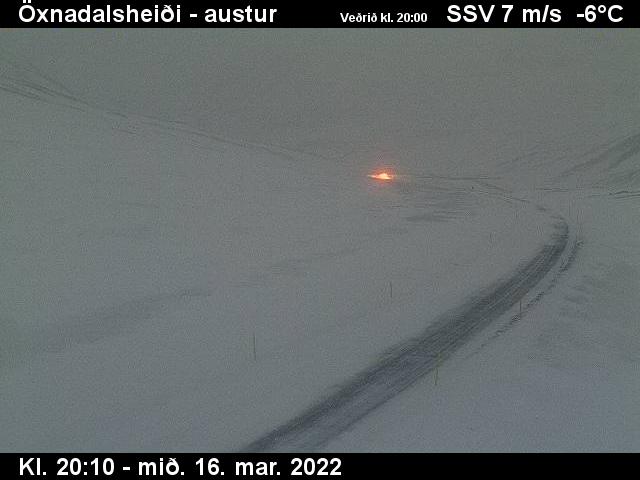 Öxnadalsheiði - austur Veðrið kl. 20:00 SSV 7 m/s -6°C
Kl. 20:10 - mið. 16. mar. 2022